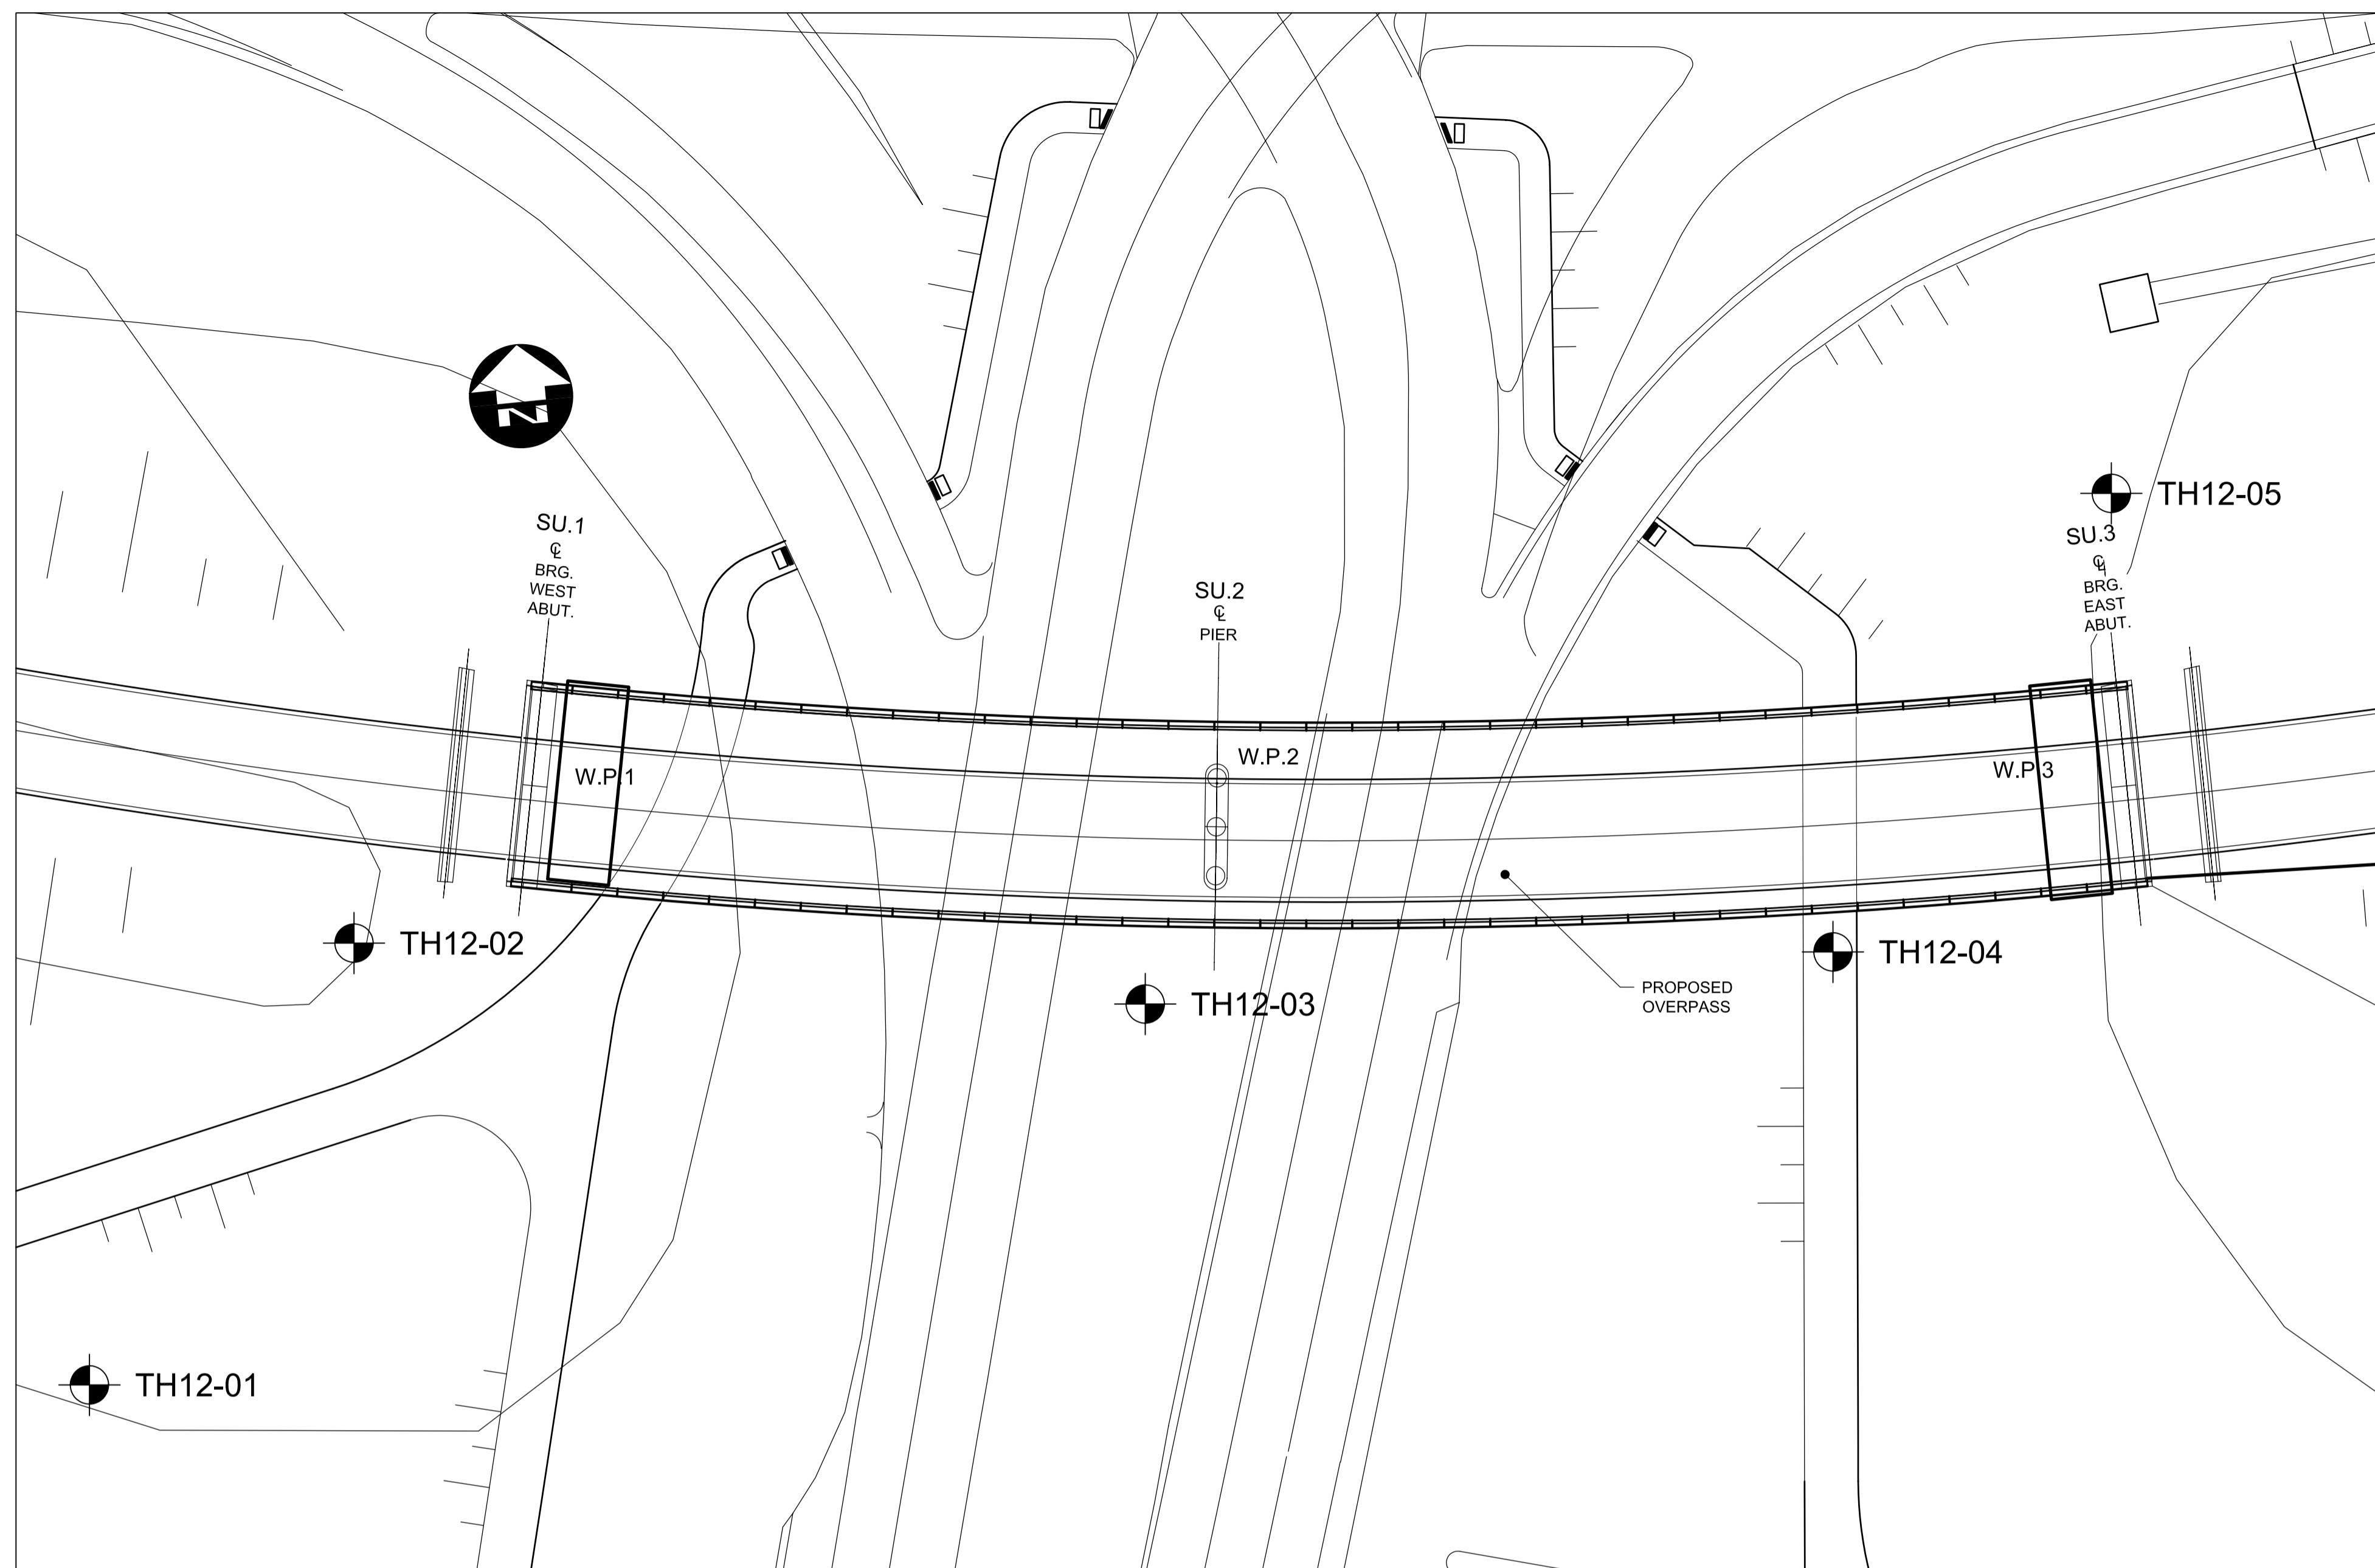 N
TH12-05
SU.1
℄
BRG.
WEST
ABUT.
SU.2
℄
PIER
SU.3
℄
BRG.
EAST
ABUT.
W.P.1
W.P.2
W.P.3
TH12-02
TH12-03
TH12-04
PROPOSED
OVERPASS
TH12-01